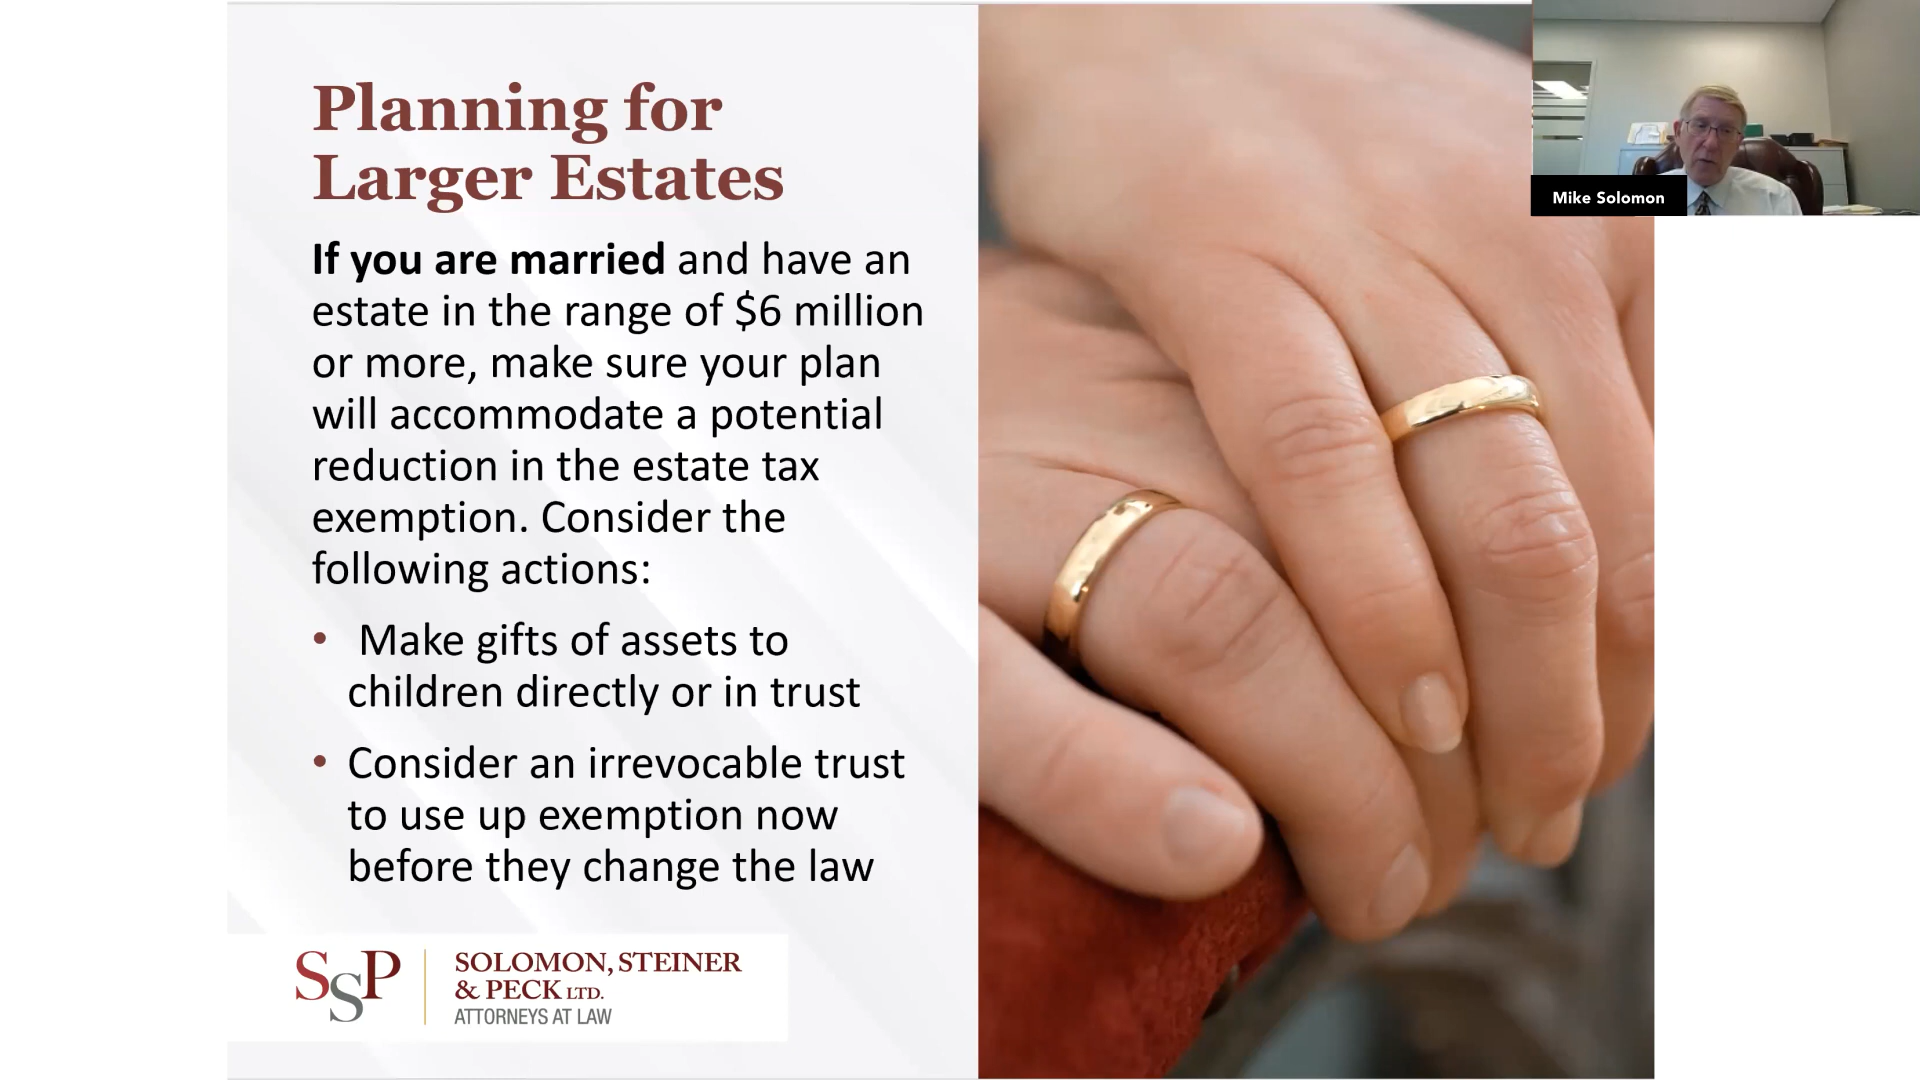 Planning for
Larger Estates
If you are married and have an
estate in the range of $6 million
or more, make sure your plan
will accommodate a potential
reduction in the estate tax
exemption. Consider the
following actions:
• Make gifts of assets to
children directly or in trust
• Consider an irrevocable trust
to use up exemption now
before they change the law
SSP
SOLOMON, STEINER
& PECK LTD.
ATTORNEYS AT LAW
Mike Solomon